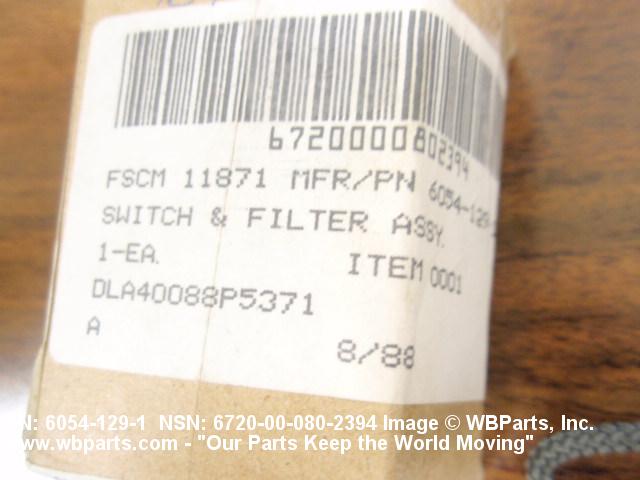 6720000802394
FSCM 11871 MFR/PN 6054-129-
SWITCH & FILTER ASSY.
1-EA. ITEM 0001
DLA40088P5371
A 8/88
N: 6054-129-1 NSN: 6720-00-080-2394 Image © WBParts, Inc.
www.wbparts.com - "Our Parts Keep the World Moving"